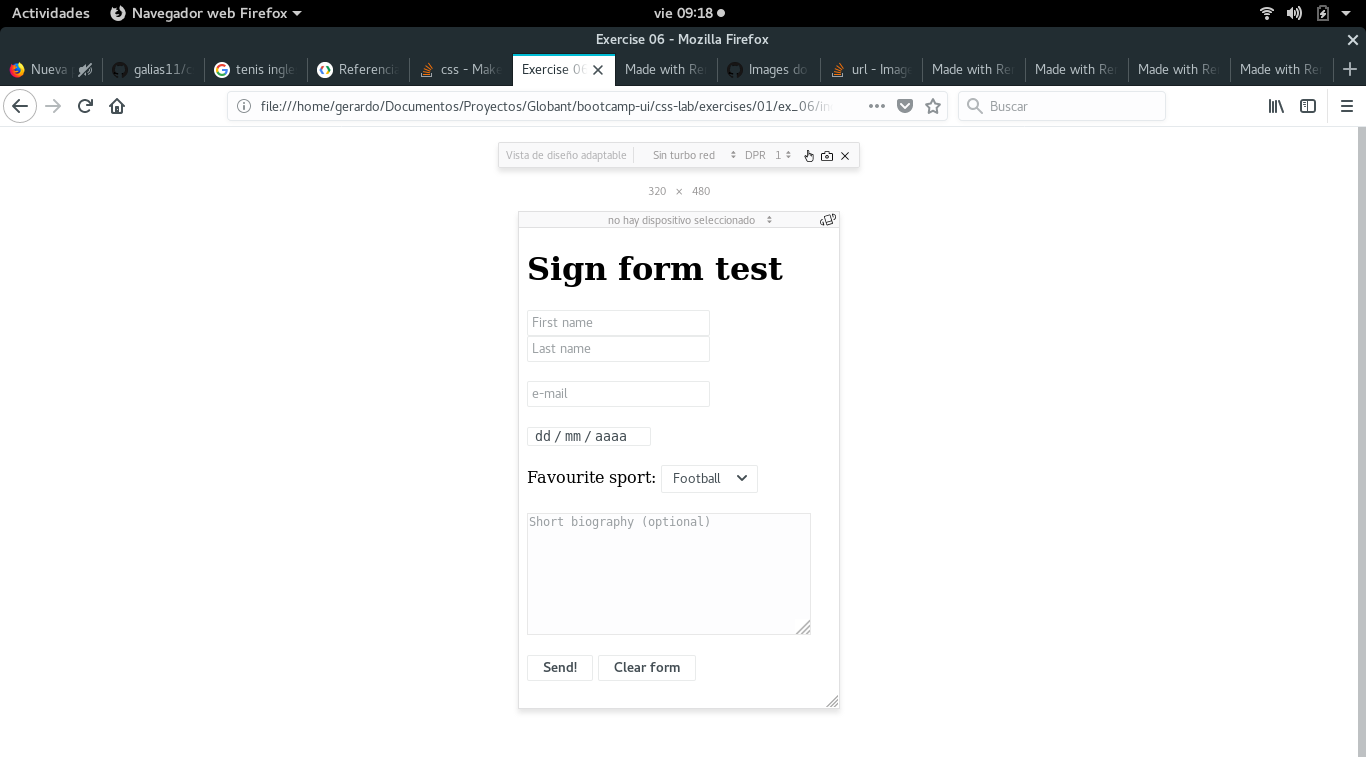 Actividades Navegador web Firefox vie 09:18
Exercise 06 - Mozilla Firefox
Nueva galias11/c tenis ingle Referencia css - Make Exercise 06 Made with Re Images do url - Image Made with Re Made with Re Made with Re Made with Re
file:///home/gerardo/Documentos/Proyectos/Globant/bootcamp-ui/css-lab/exercises/01/ex_06/in Buscar
Vista de diseño adaptable Sin turbo red DPR 1
320 × 480
no hay dispositivo seleccionado
Sign form test
First name
Last name
e-mail
dd / mm / aaaa
Favourite sport: Football
Short biography (optional)
Send! Clear form